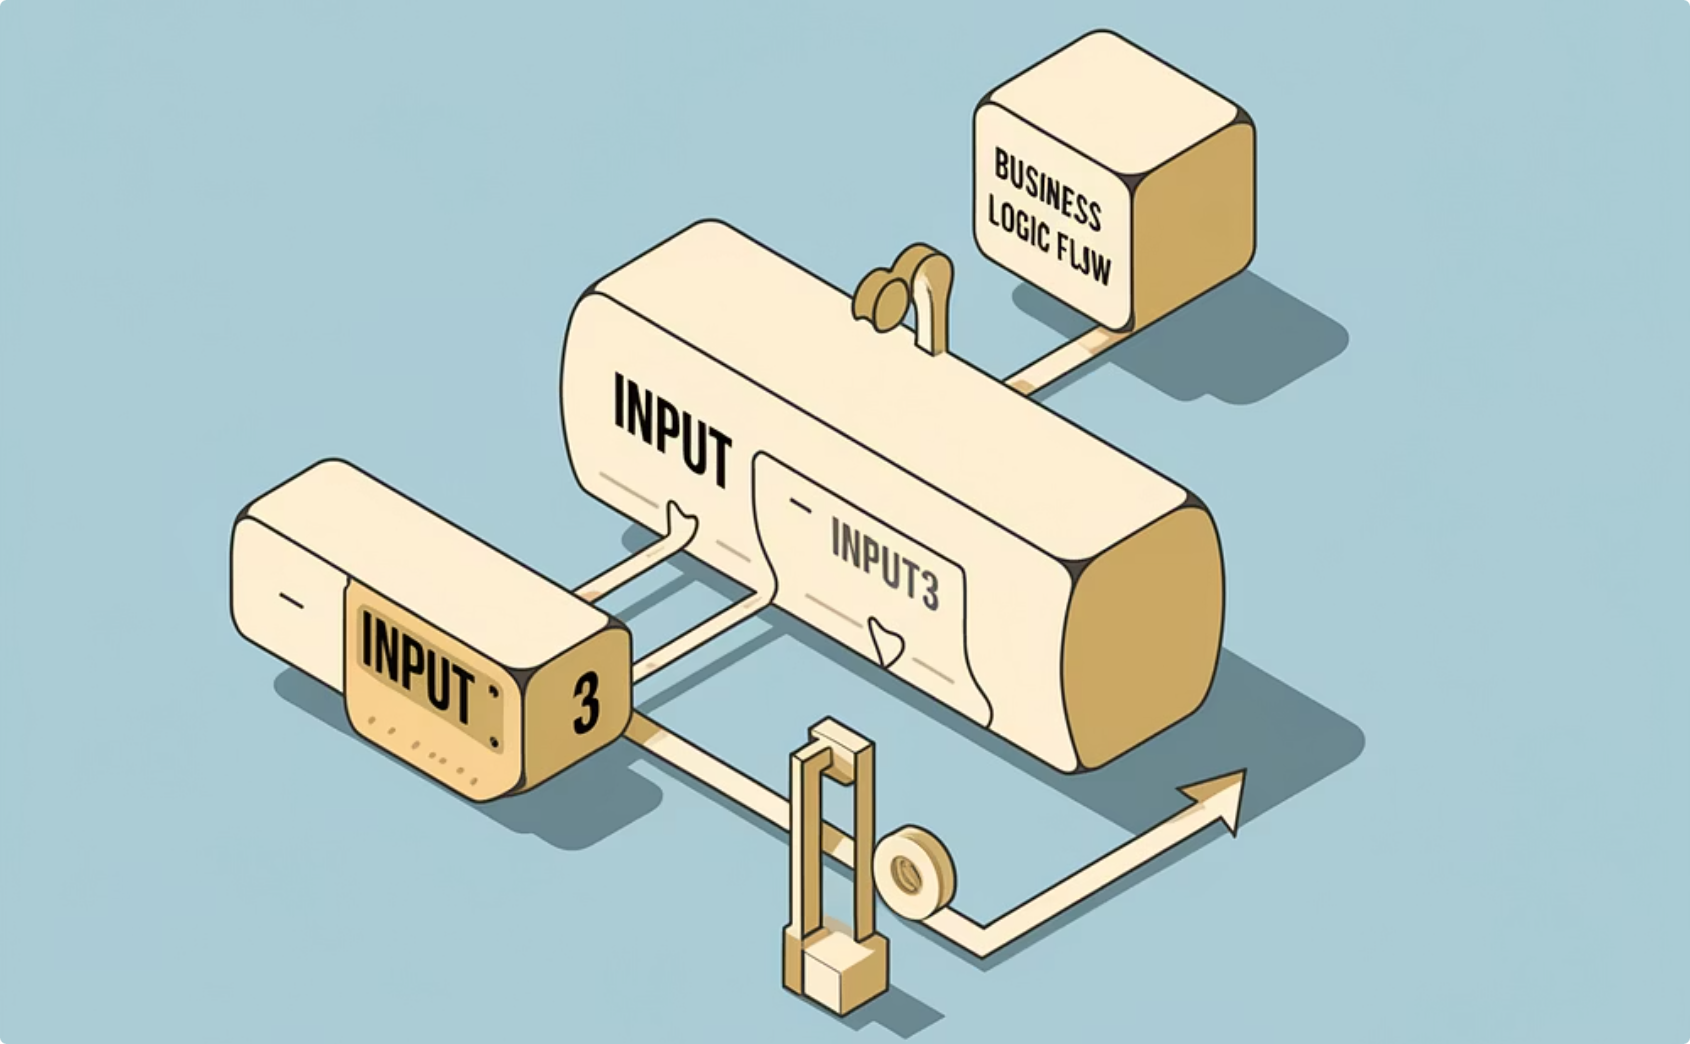 BUSINESS
LOGIC FLJW
INPUT
INPUT3
INPUT
3